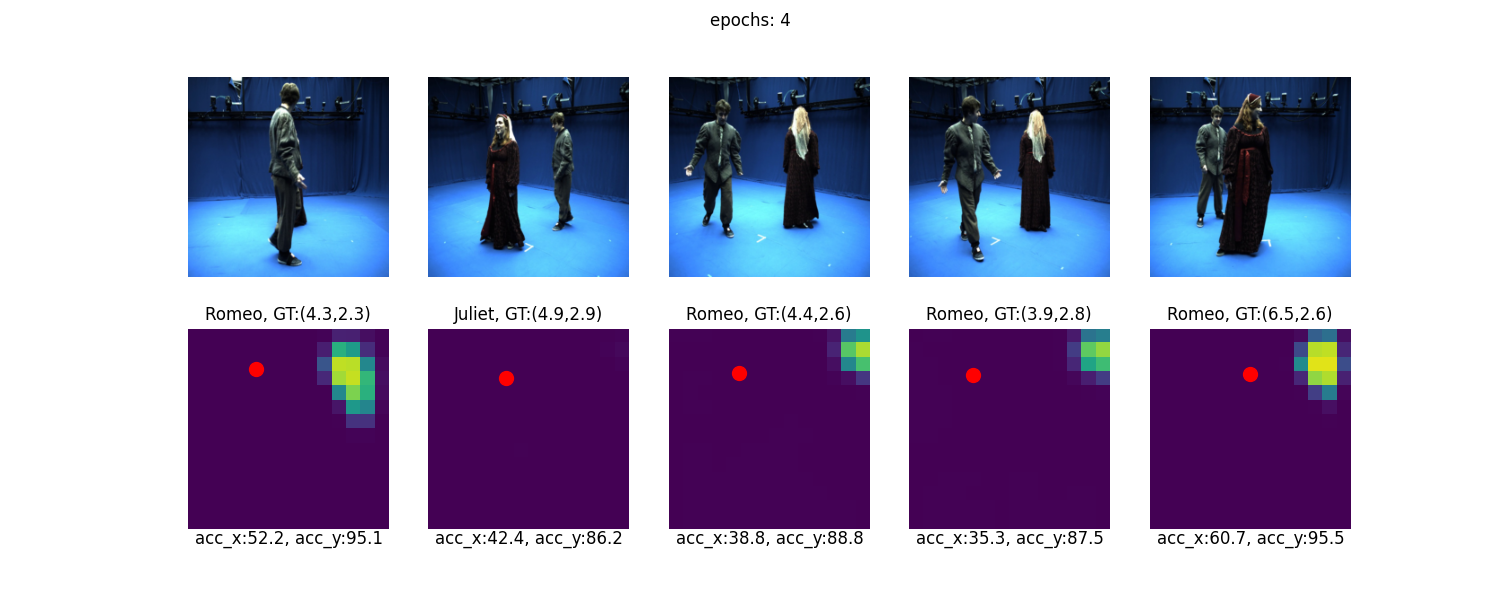 epochs: 4
Romeo, GT:(4.3,2.3)
Juliet, GT:(4.9,2.9)
Romeo, GT:(4.4,2.6)
Romeo, GT:(3.9,2.8)
Romeo, GT:(6.5,2.6)
acc_x:52.2, acc_y:95.1
acc_x:42.4, acc_y:86.2
acc_x:38.8, acc_y:88.8
acc_x:35.3, acc_y:87.5
acc_x:60.7, acc_y:95.5